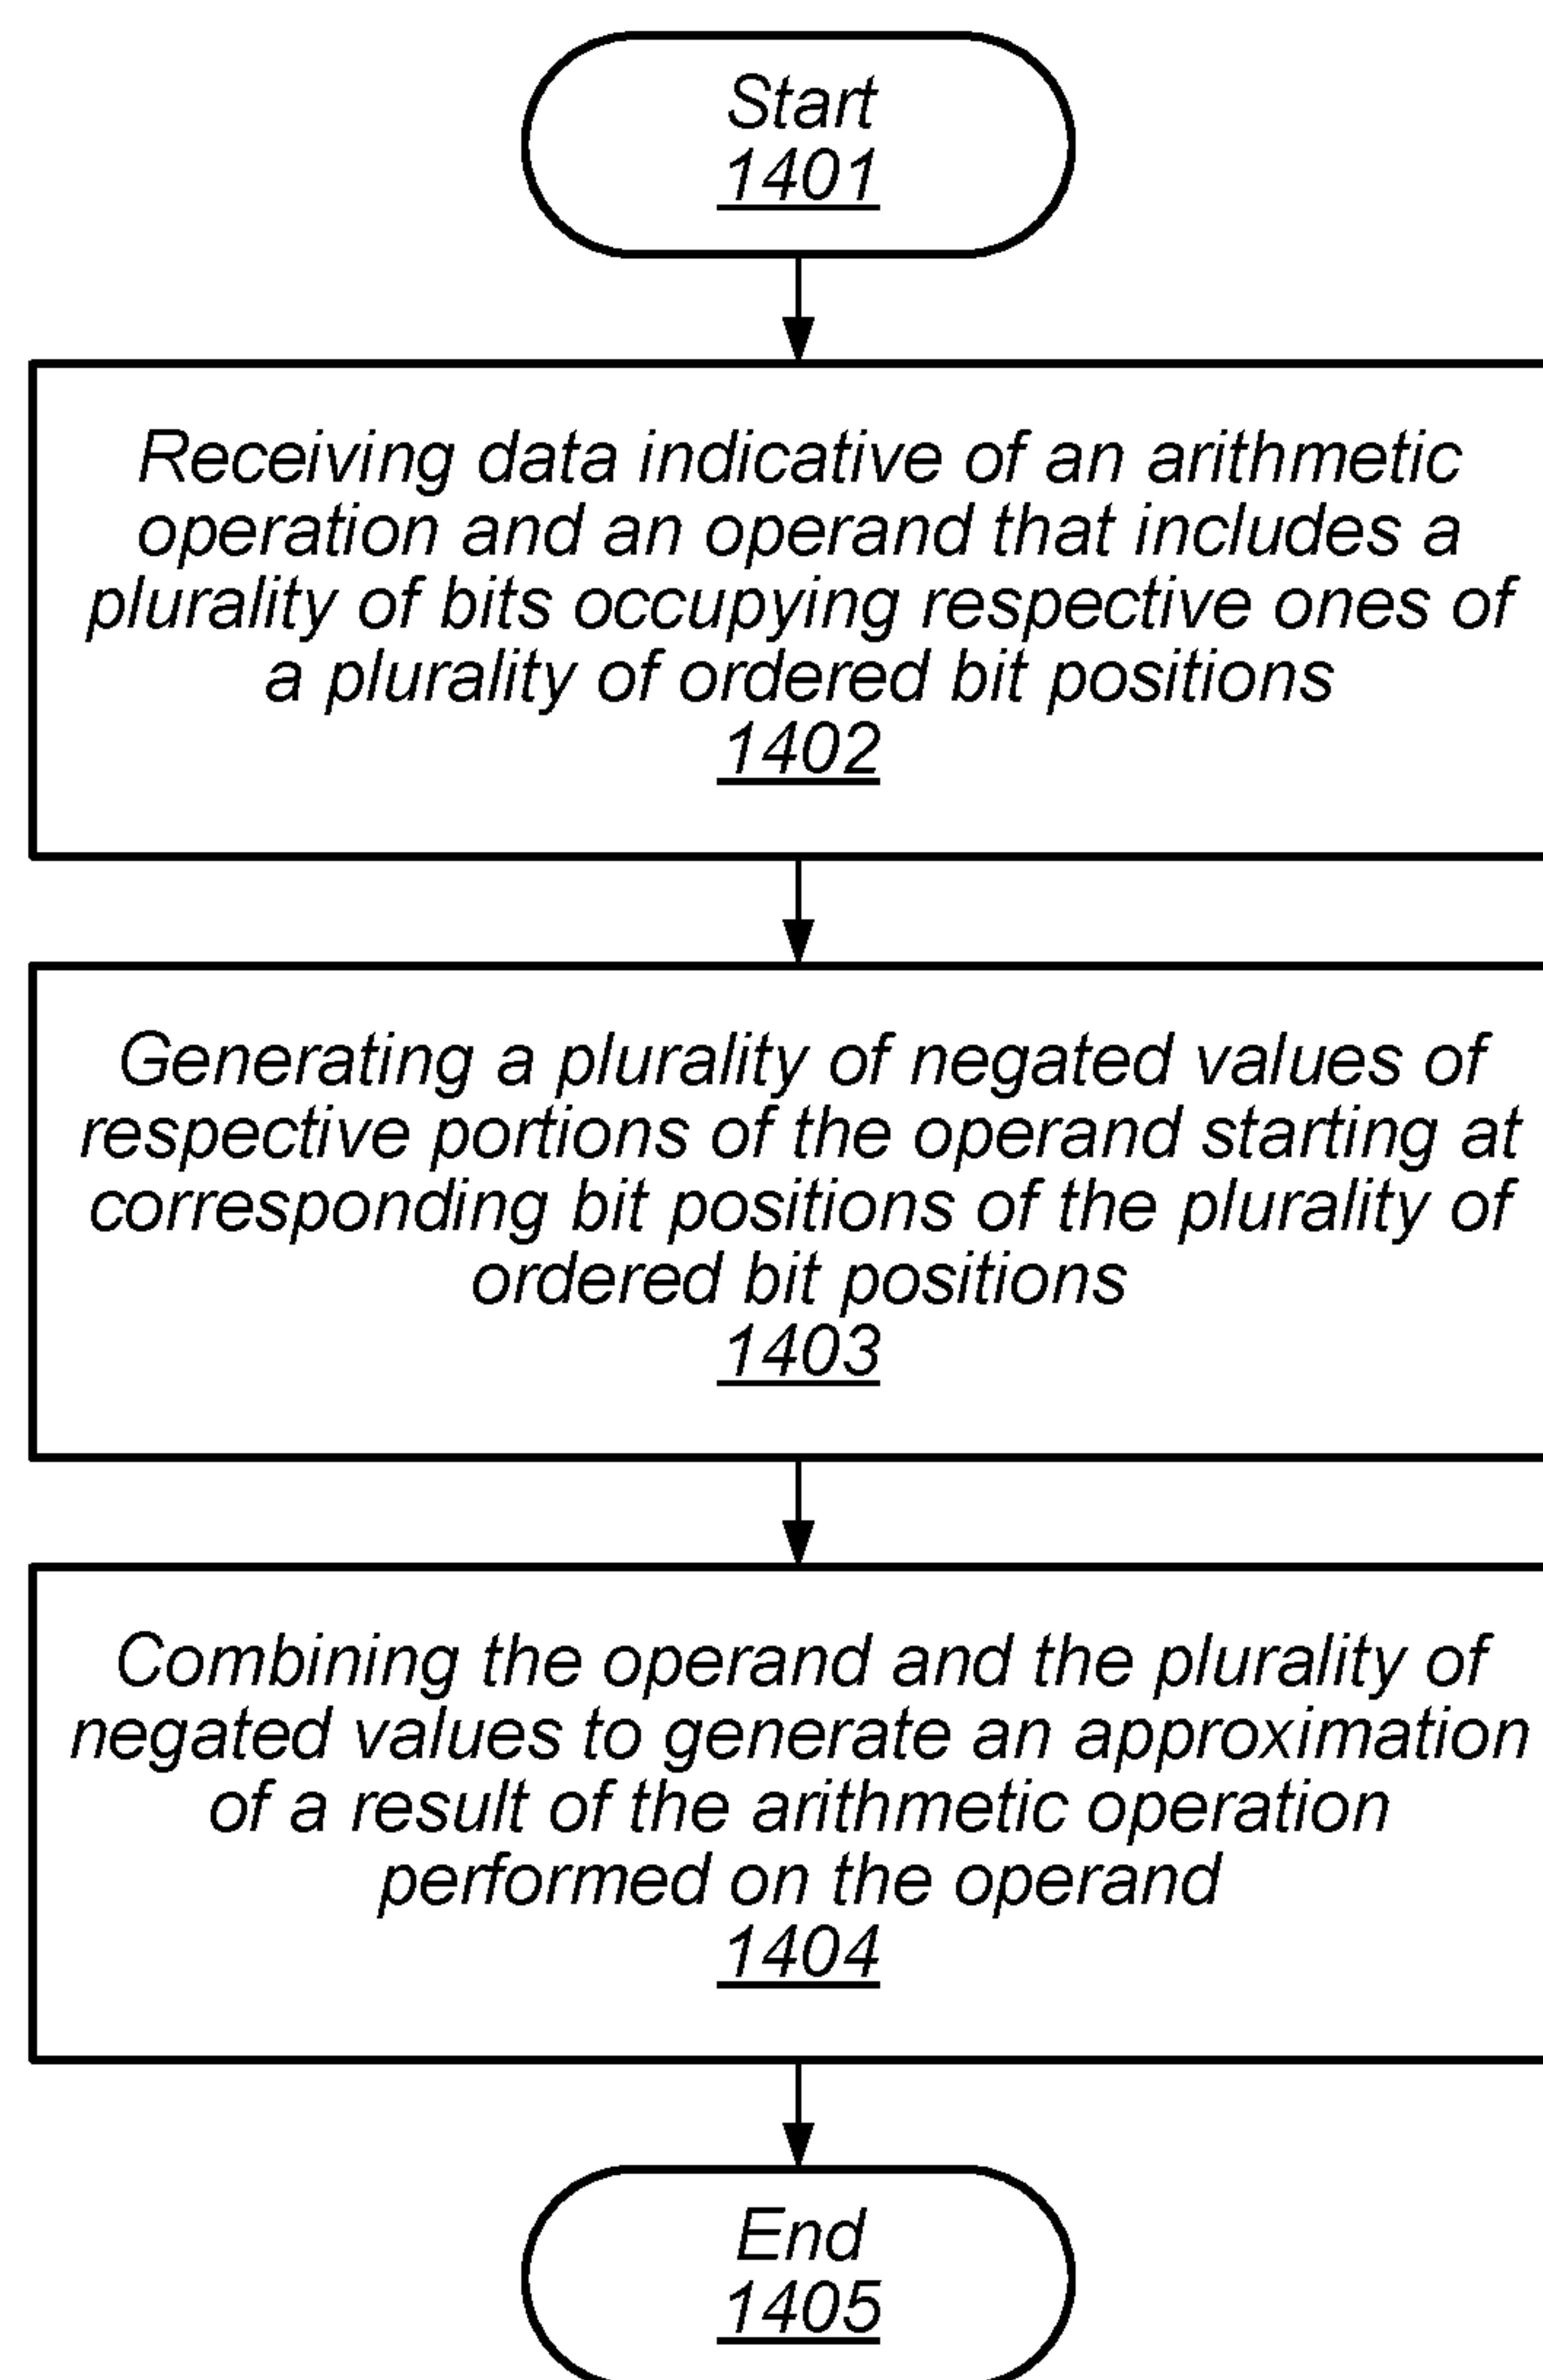 Start
1401
Receiving data indicative of an arithmetic
operation and an operand that includes a
plurality of bits occupying respective ones of
a plurality of ordered bit positions
1402
Generating a plurality of negated values of
respective portions of the operand starting at
corresponding bit positions of the plurality of
ordered bit positions
1403
Combining the operand and the plurality of
negated values to generate an approximation
of a result of the arithmetic operation
performed on the operand
1404
End
1405